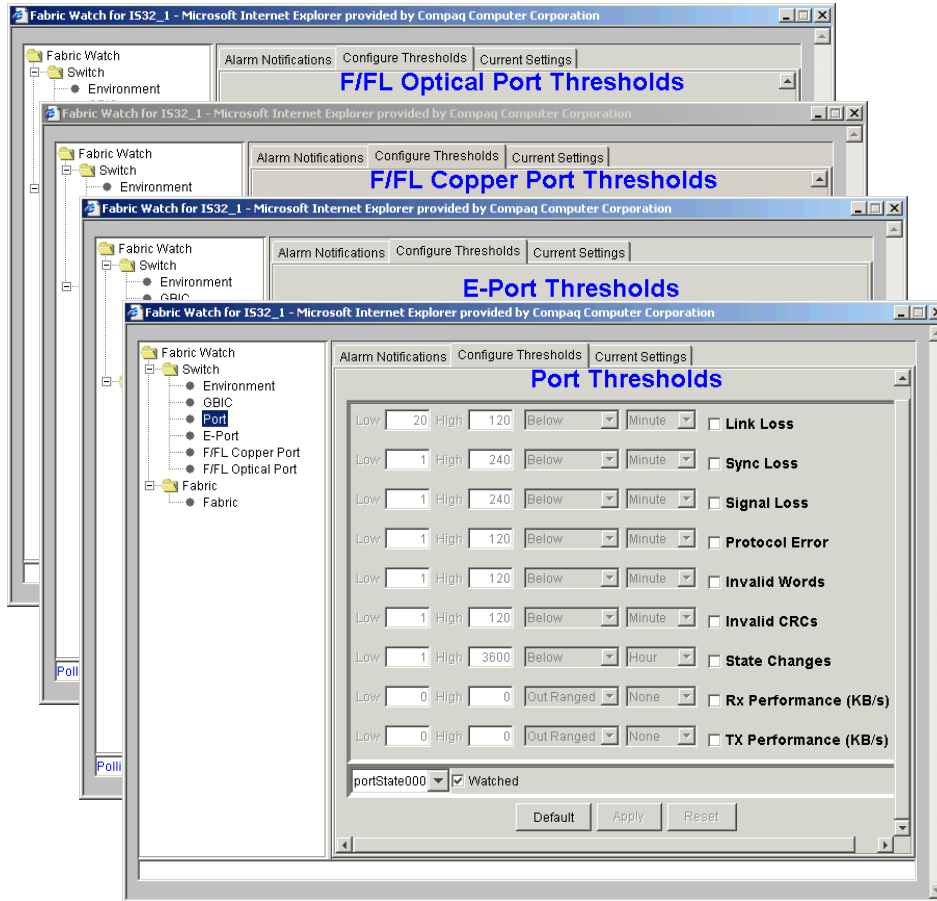 Fabric Watch for IS32_1 - Microsoft Internet Explorer provided by Compaq Computer Corporation
Fabric Watch
Switch
Environment
Alarm Notifications Configure Thresholds Current Settings
F/FL Optical Port Thresholds
Fabric Watch for IS32_1 - Microsoft Internet Explorer provided by Compaq Computer Corporation
Fabric Watch
Switch
Environment
Alarm Notifications Configure Thresholds Current Settings
F/FL Copper Port Thresholds
Poll
Fabric Watch for IS32_1 - Microsoft Internet Explorer provided by Compaq Computer Corporation
Fabric Watch
Switch
Environment
GBIC
Alarm Notifications Configure Thresholds Current Settings
E-Port Thresholds
Polli
Fabric Watch for IS32_1 - Microsoft Internet Explorer provided by Compaq Computer Corporation
Fabric Watch
Switch
Environment
GBIC
Port
E-Port
F/FL Copper Port
F/FL Optical Port
Fabric
Fabric
Alarm Notifications Configure Thresholds Current Settings
Port Thresholds
Low 20 High 120 Below Minute Link Loss
Low 1 High 240 Below Minute Sync Loss
Low 1 High 240 Below Minute Signal Loss
Low 1 High 120 Below Minute Protocol Error
Low 1 High 120 Below Minute Invalid Words
Low 1 High 120 Below Minute Invalid CRCs
Low 1 High 3600 Below Hour State Changes
Low 0 High 0 Out Ranged None Rx Performance (KB/s)
Low 0 High 0 Out Ranged None TX Performance (KB/s)
portState000 Watched
Default Apply Reset